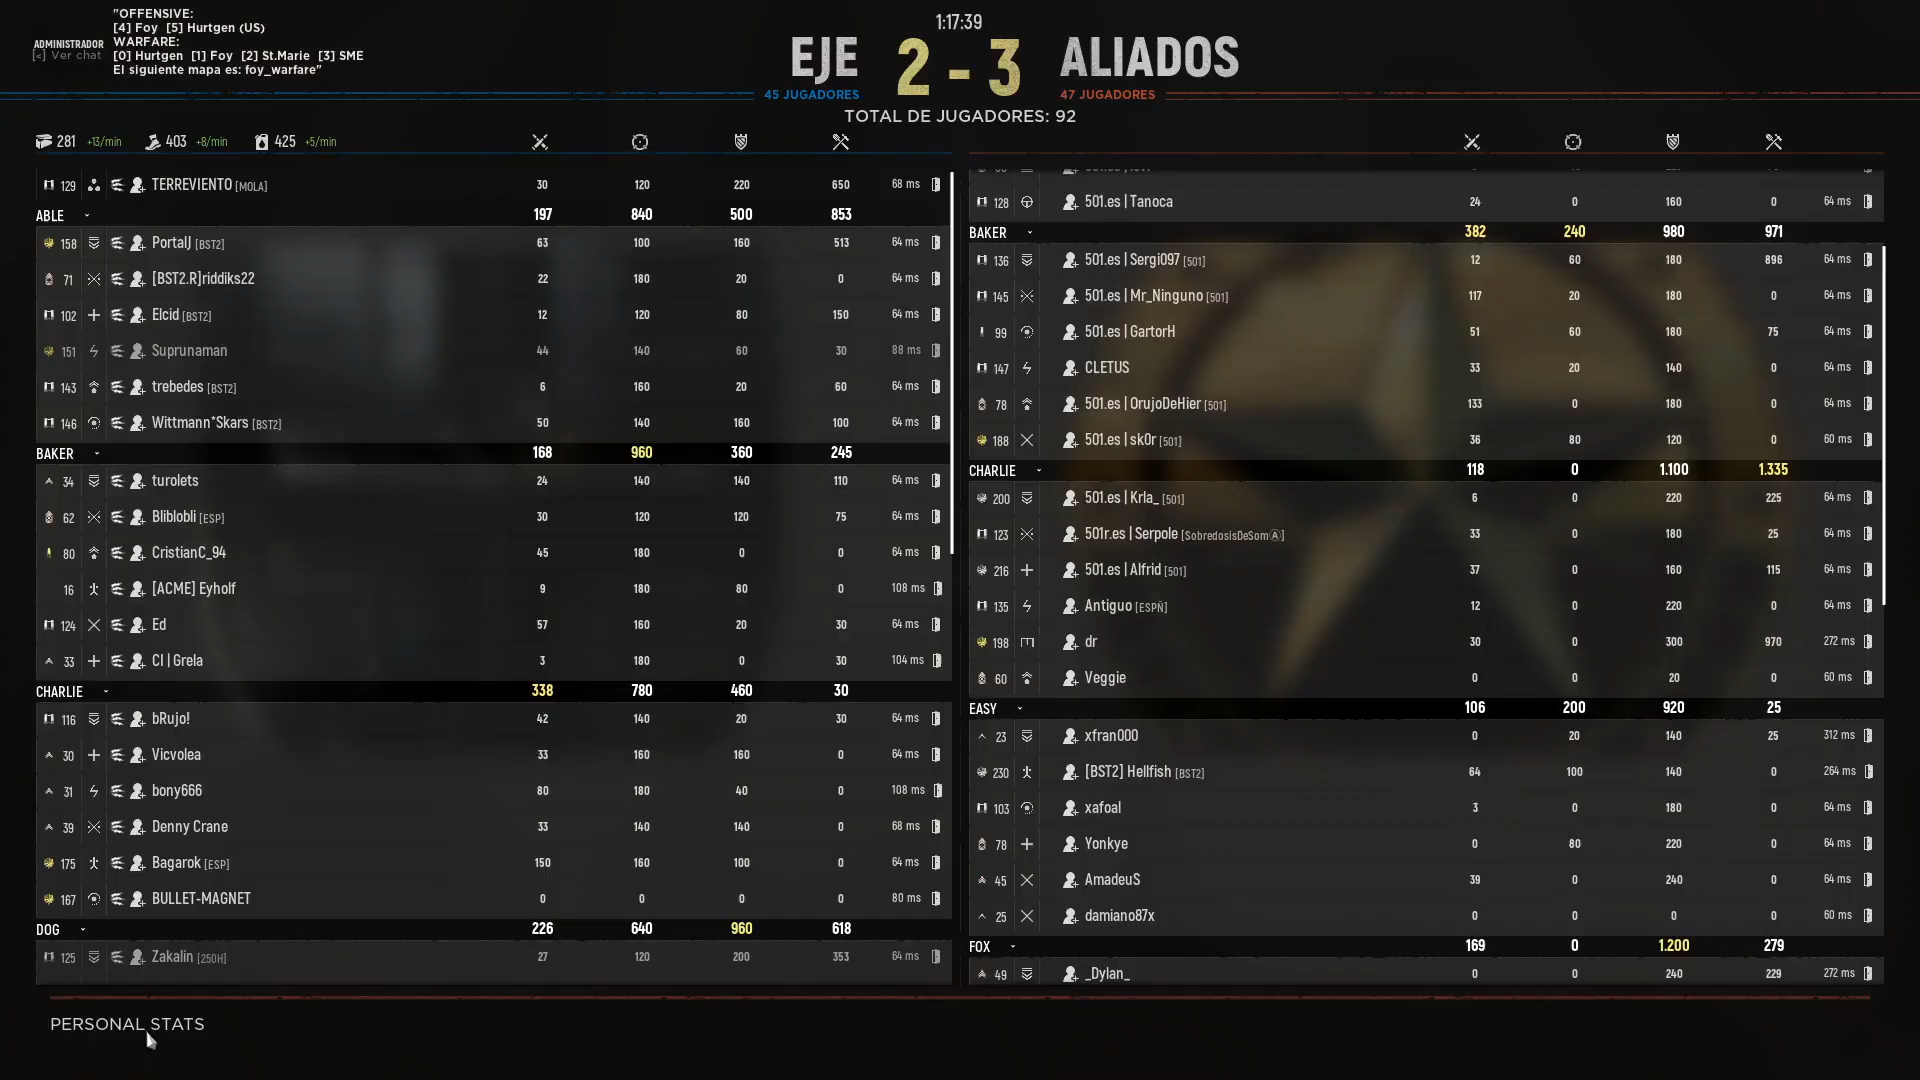 "OFFENSIVE:
[4] Foy [5] Hurtgen (US)
ADMINISTRADOR WARFARE:
[<] Ver chat [0] Hurtgen [1] Foy [2] St.Marie [3] SME
El siguiente mapa es: foy_warfare"
1:17:39
EJE 2 - 3 ALIADOS
45 JUGADORES 47 JUGADORES
TOTAL DE JUGADORES: 92
281 +13/min 403 +8/min 425 +5/min
129 TERREVIENTO [MOLA] 30 120 220 650 68 ms
ABLE 197 840 500 853
158 PortalJ [BST2] 63 100 160 513 64 ms
71 [BST2.R]riddiks22 22 180 20 0 64 ms
102 Elcid [BST2] 12 120 80 150 64 ms
151 Suprunaman 44 140 60 30 88 ms
143 trebedes [BST2] 6 160 20 60 64 ms
146 Wittmann*Skars [BST2] 50 140 160 100 64 ms
BAKER 168 960 360 245
34 turolets 24 140 140 110 64 ms
62 Bliblobli [ESP] 30 120 120 75 64 ms
80 CristianC_94 45 180 0 0 64 ms
16 [ACME] Eyholf 9 180 80 0 108 ms
124 Ed 57 160 20 30 64 ms
33 CI | Grela 3 180 0 30 104 ms
CHARLIE 338 780 460 30
116 bRujo! 42 140 20 30 64 ms
30 Vicvolea 33 160 160 0 64 ms
31 bony666 80 180 40 0 108 ms
39 Denny Crane 33 140 140 0 68 ms
175 Bagarok [ESP] 150 160 100 0 64 ms
167 BULLET-MAGNET 0 0 0 0 80 ms
DOG 226 640 960 618
125 Zakalin [250H] 27 120 200 353 64 ms
128 501.es | Tanoca 24 0 160 0 64 ms
BAKER 382 240 980 971
136 501.es | Sergi097 [501] 12 60 180 896 64 ms
145 501.es | Mr_Ninguno [501] 117 20 180 0 64 ms
99 501.es | GartorH 51 60 180 75 64 ms
147 CLETUS 33 20 140 0 64 ms
78 501.es | OrujoDeHier [501] 133 0 180 0 64 ms
188 501.es | sk0r [501] 36 80 120 0 60 ms
CHARLIE 118 0 1.100 1.335
200 501.es | Krla_ [501] 6 0 220 225 64 ms
123 501r.es | Serpole [SobredosisDeSomⒶ] 33 0 180 25 64 ms
216 501.es | Alfrid [501] 37 0 160 115 64 ms
135 Antiguo [ESPÑ] 12 0 220 0 64 ms
198 dr 30 0 300 970 272 ms
60 Veggie 0 0 20 0 60 ms
EASY 106 200 920 25
23 xfran000 0 20 140 25 312 ms
230 [BST2] Hellfish [BST2] 64 100 140 0 264 ms
103 xafoal 3 0 180 0 64 ms
78 Yonkye 0 80 220 0 64 ms
45 AmadeuS 39 0 240 0 64 ms
25 damiano87x 0 0 0 0 60 ms
FOX 169 0 1.200 279
49 _Dylan_ 0 0 240 229 272 ms
PERSONAL STATS